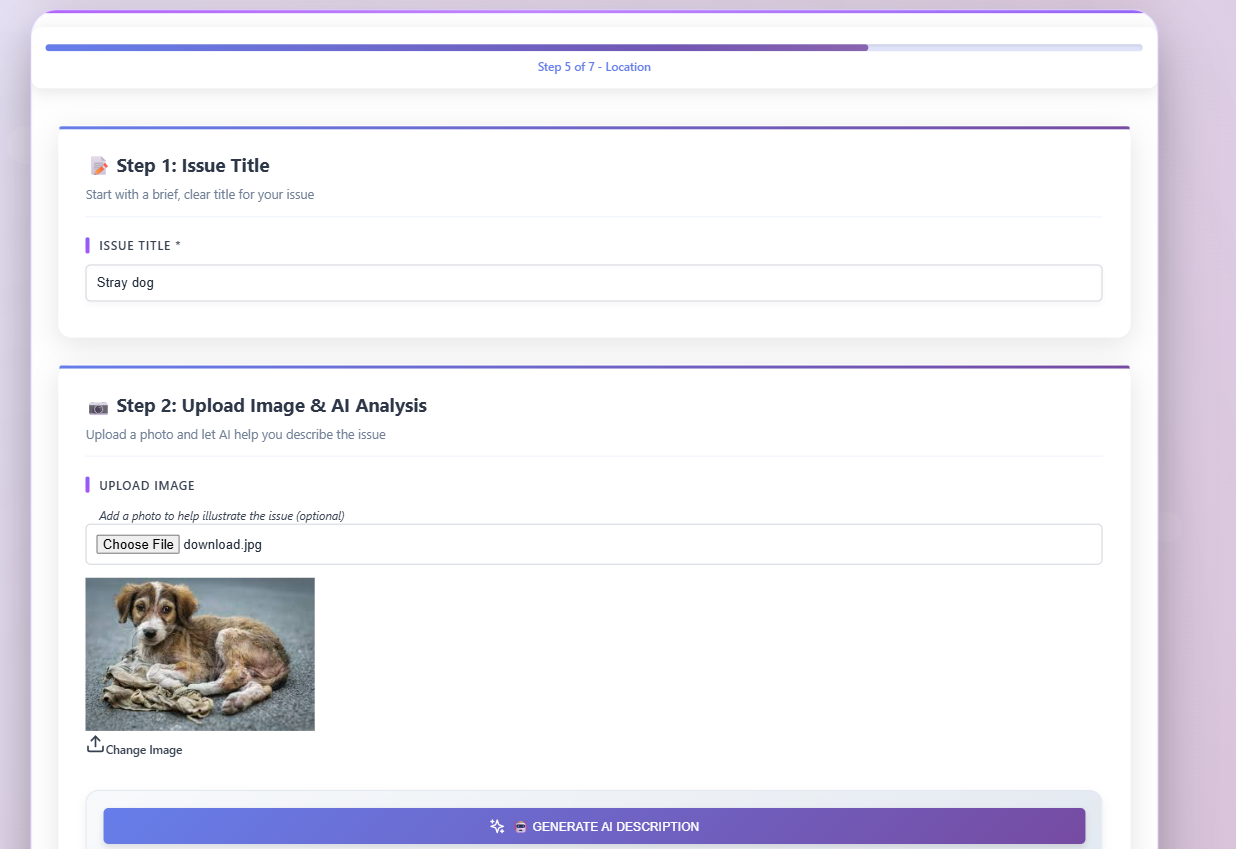 Step 5 of 7 - Location
Step 1: Issue Title
Start with a brief, clear title for your issue
ISSUE TITLE *
Stray dog
Step 2: Upload Image & AI Analysis
Upload a photo and let AI help you describe the issue
UPLOAD IMAGE
Add a photo to help illustrate the issue (optional)
Choose File download.jpg
Change Image
GENERATE AI DESCRIPTION